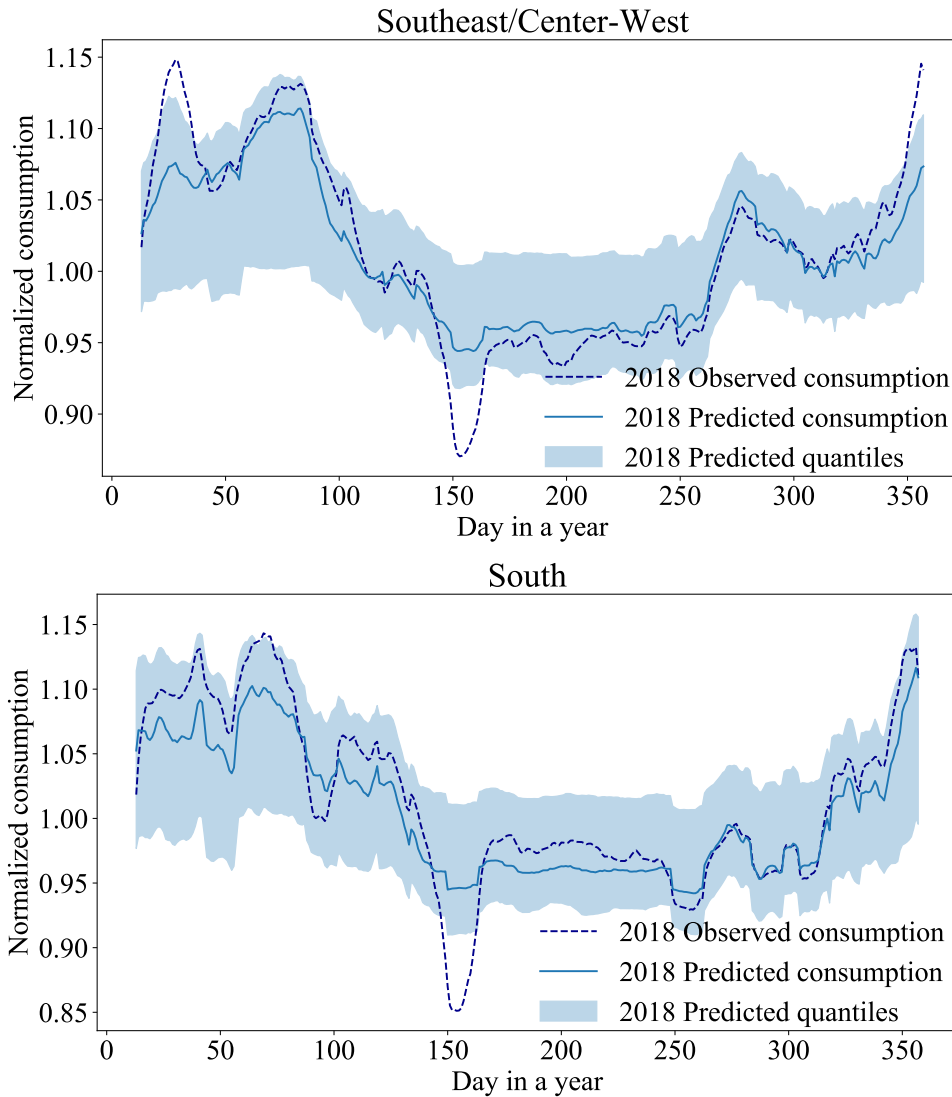 Southeast/Center-West
1.15
1.10
1.05
1.00
0.95
0.90
Normalized consumption
2018 Observed consumption
2018 Predicted consumption
2018 Predicted quantiles
0 50 100 150 200 250 300 350
Day in a year
South
1.15
1.10
1.05
1.00
0.95
0.90
0.85
Normalized consumption
2018 Observed consumption
2018 Predicted consumption
2018 Predicted quantiles
0 50 100 150 200 250 300 350
Day in a year